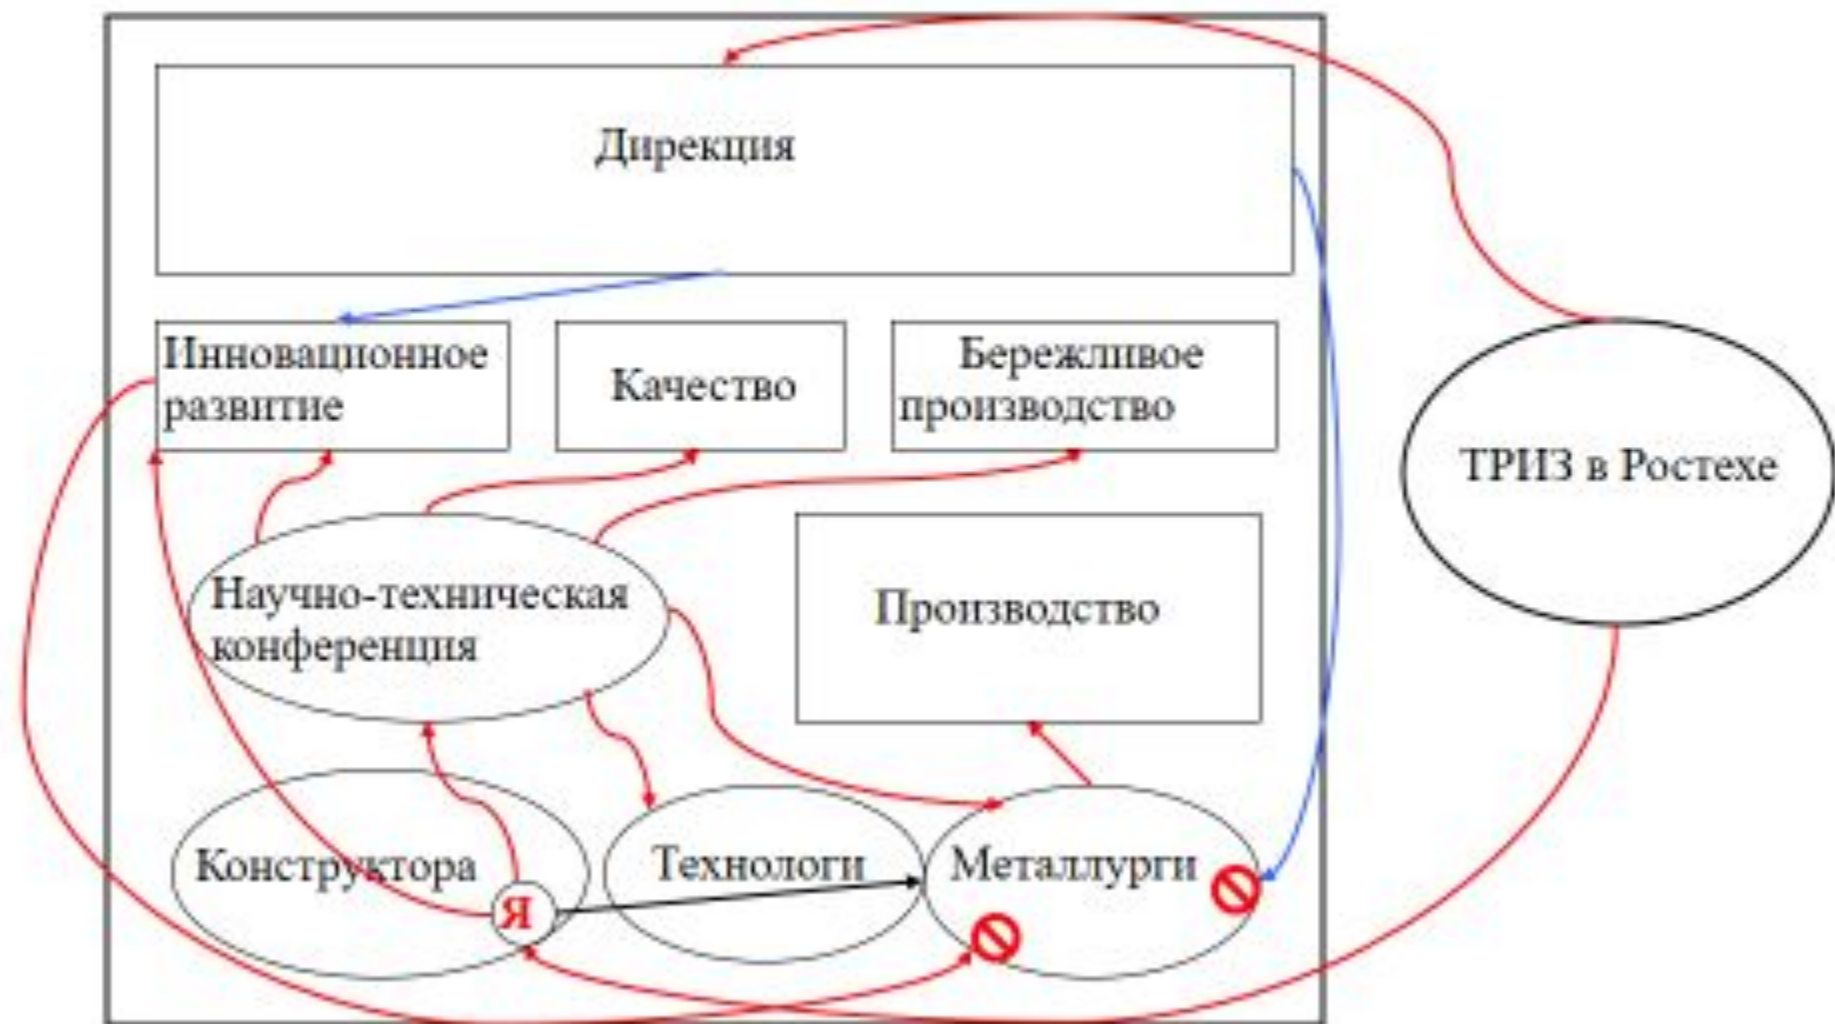 Дирекция
Инновационное
развитие
Качество
Бережливое
производство
ТРИЗ в Ростехе
Научно-техническая
конференция
Производство
Конструктора
Технологи
Металлурги
Я